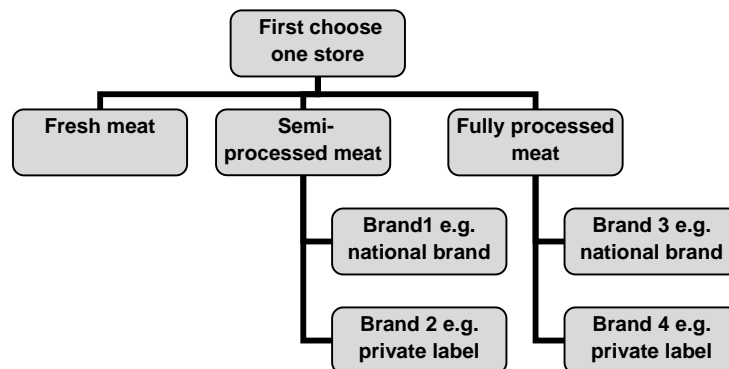 First choose
one store
Fresh meat
Semi-
processed meat
Fully processed
meat
Brand1 e.g.
national brand
Brand 2 e.g.
private label
Brand 3 e.g.
national brand
Brand 4 e.g.
private label